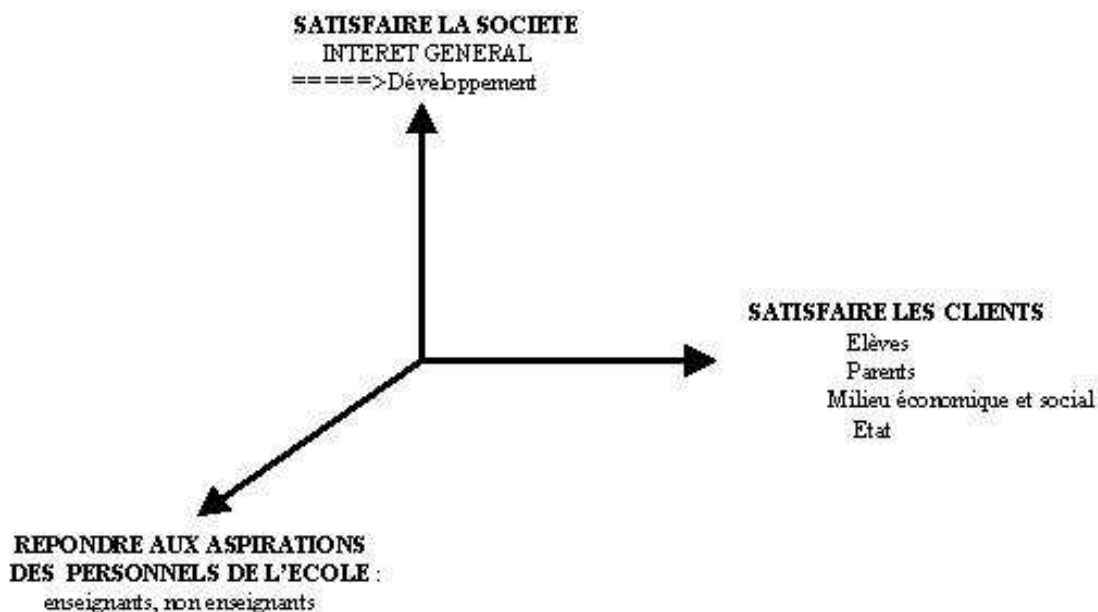 SATISFAIRE LA SOCIETE
INTERET GENERAL
=====>Développement
SATISFAIRE LES CLIENTS
Elèves
Parents
Milieu économique et social
Etat
REPONDRE AUX ASPIRATIONS
DES PERSONNELS DE L'ECOLE :
enseignants, non enseignants